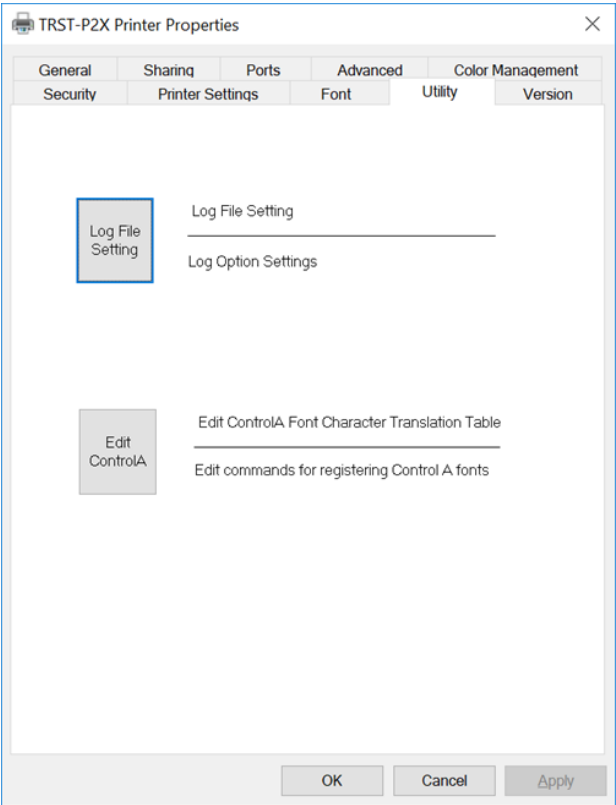 TRST-P2X Printer Properties
General Sharing Ports Advanced Color Management
Security Printer Settings Font Utility Version
Log File
Setting
Log File Setting
Log Option Settings
Edit
ControlA
Edit ControlA Font Character Translation Table
Edit commands for registering Control A fonts
OK Cancel Apply